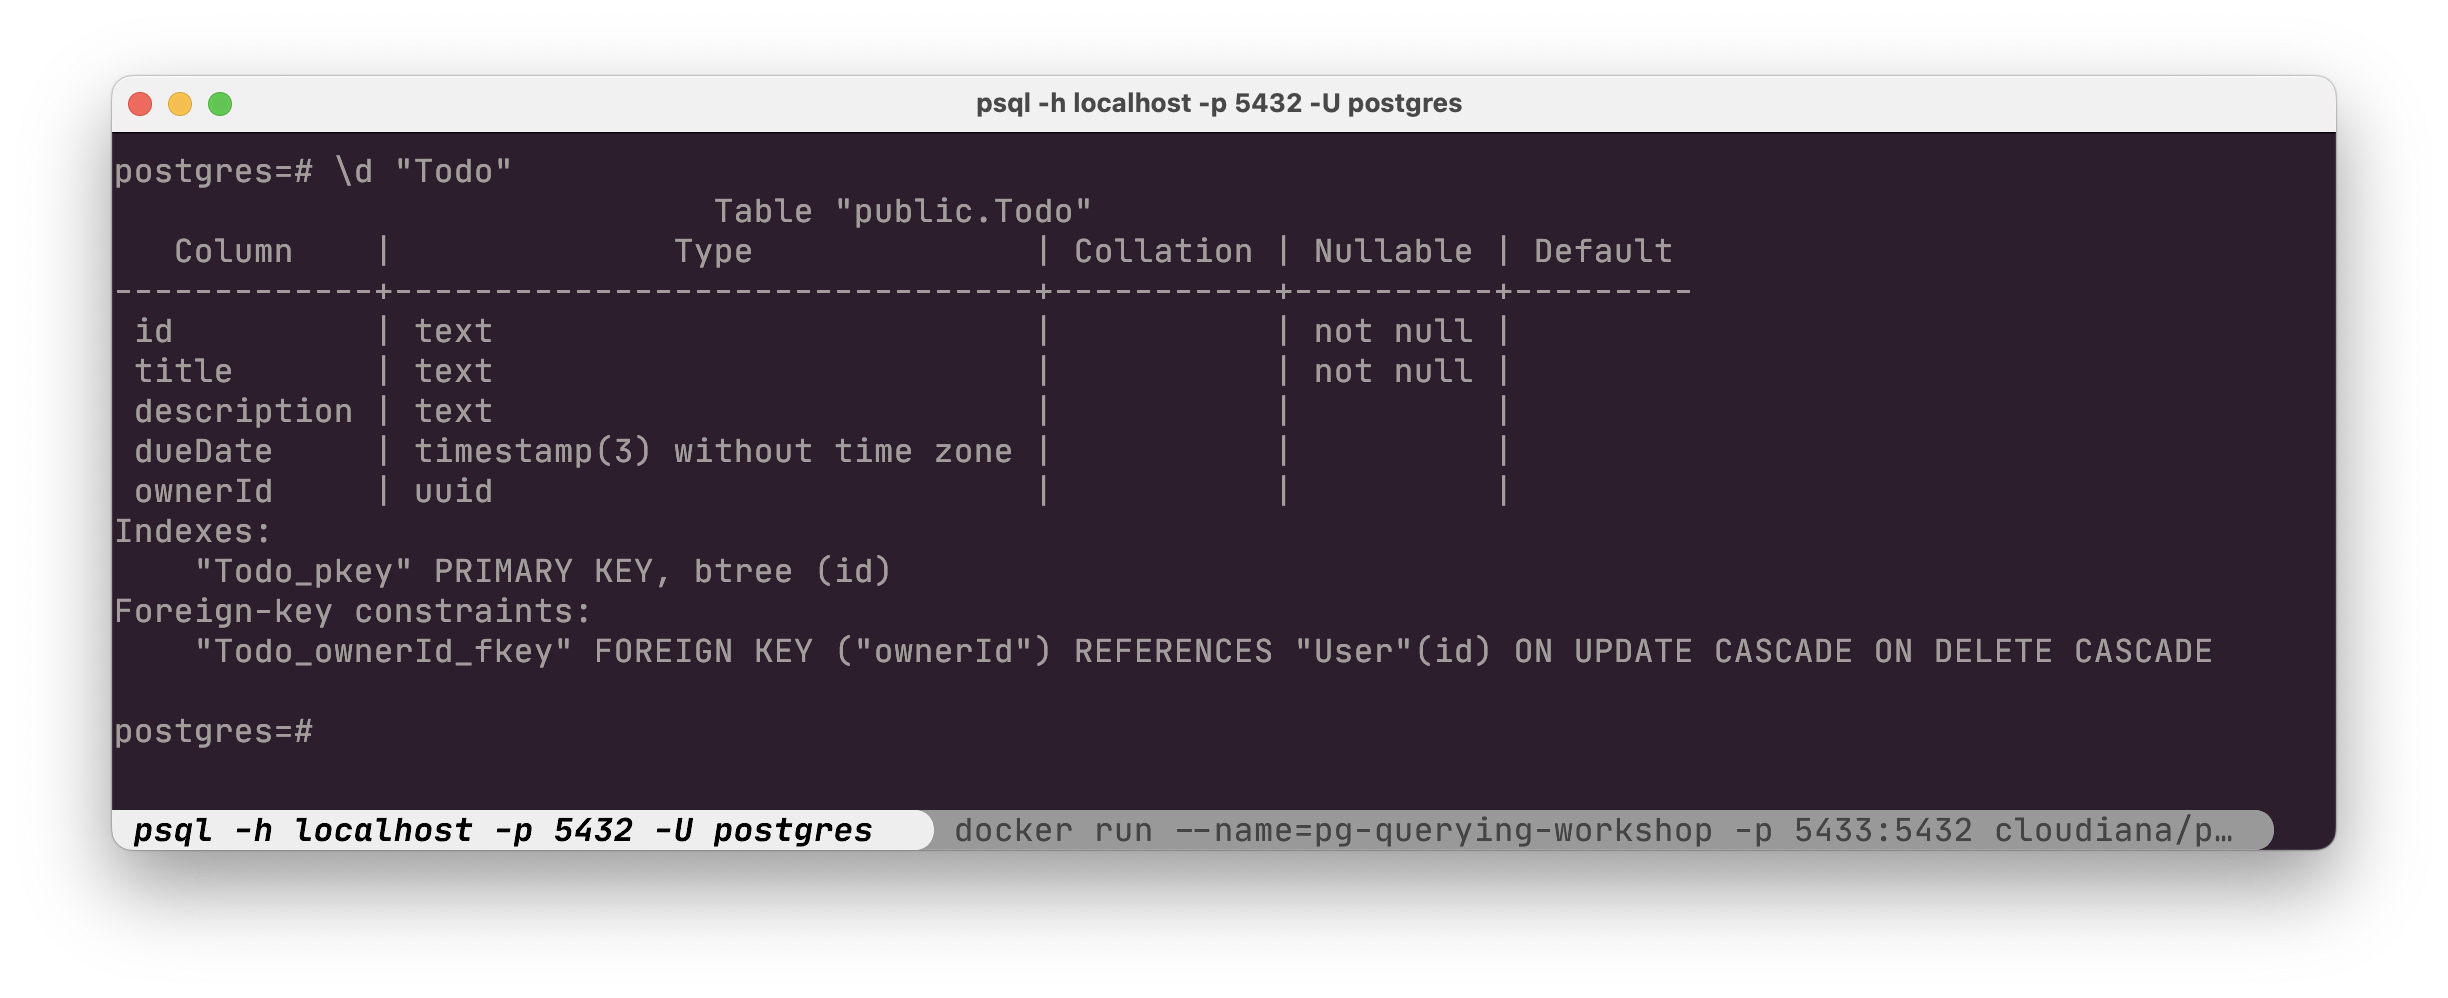 psql -h localhost -p 5432 -U postgres
postgres=# \d "Todo"
                              Table "public.Todo"
   Column    |              Type              | Collation | Nullable | Default
-------------+--------------------------------+-----------+----------+---------
 id          | text                           |           | not null |
 title       | text                           |           | not null |
 description | text                           |           |          |
 dueDate     | timestamp(3) without time zone |           |          |
 ownerId     | uuid                           |           |          |
Indexes:
    "Todo_pkey" PRIMARY KEY, btree (id)
Foreign-key constraints:
    "Todo_ownerId_fkey" FOREIGN KEY ("ownerId") REFERENCES "User"(id) ON UPDATE CASCADE ON DELETE CASCADE
postgres=#
psql -h localhost -p 5432 -U postgres docker run --name=pg-querying-workshop -p 5433:5432 cloudiana/p…